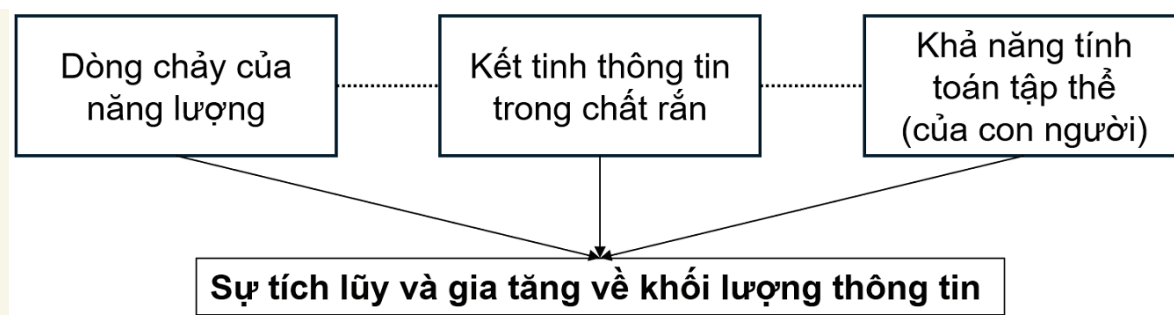 Dòng chảy của
năng lượng
Kết tinh thông tin
trong chất rắn
Khả năng tính
toán tập thể
(của con người)
Sự tích lũy và gia tăng về khối lượng thông tin